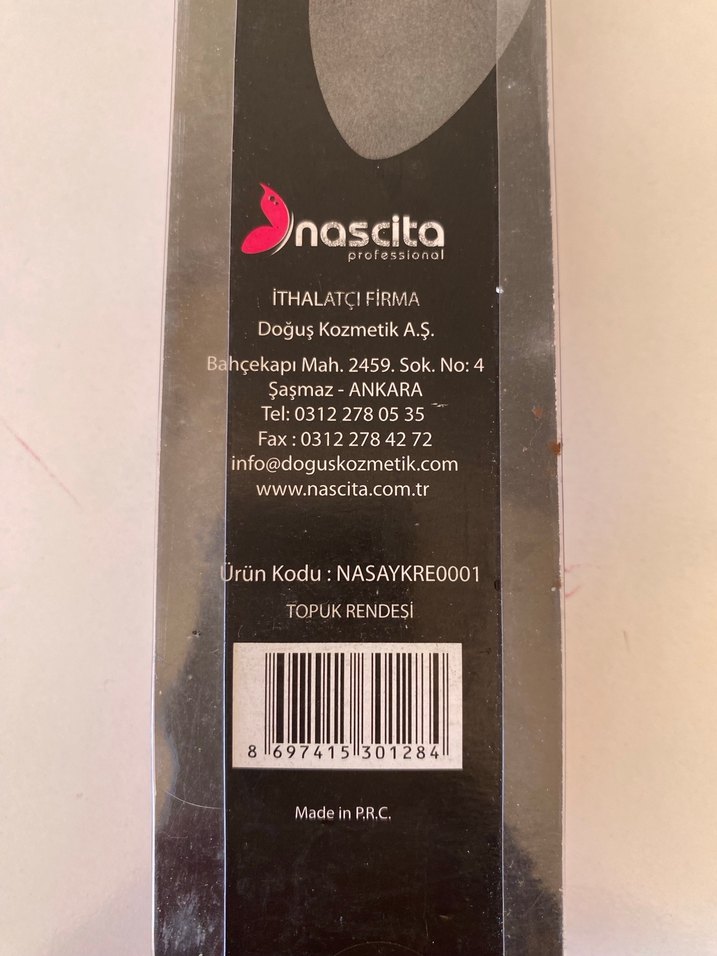 nascita
professional
İTHALATÇI FİRMA
Doğuş Kozmetik A.Ş.
Bahçekapı Mah. 2459. Sok. No: 4
Şaşmaz - ANKARA
Tel: 0312 278 05 35
Fax : 0312 278 42 72
info@doguskozmetik.com
www.nascita.com.tr
Ürün Kodu : NASAYKRE0001
TOPUK RENDESİ
8 697415 301284
Made in P.R.C.